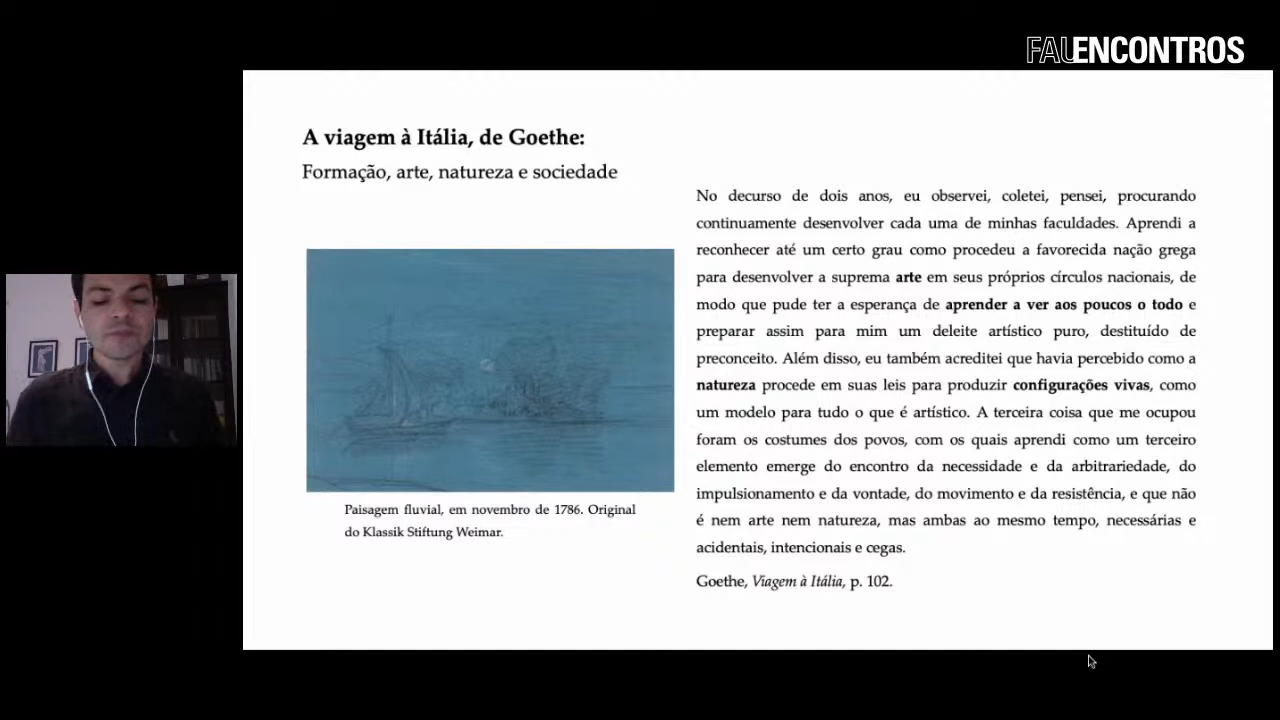 FAUENCONTROS
A viagem à Itália, de Goethe:
Formação, arte, natureza e sociedade
No decurso de dois anos, eu observei, coletei, pensei, procurando
continuamente desenvolver cada uma de minhas faculdades. Aprendi a
reconhecer até um certo grau como procedeu a favorecida nação grega
para desenvolver a suprema arte em seus próprios círculos nacionais, de
modo que pude ter a esperança de aprender a ver aos poucos o todo e
preparar assim para mim um deleite artístico puro, destituído de
preconceito. Além disso, eu também acreditei que havia percebido como a
natureza procede em suas leis para produzir configurações vivas, como
um modelo para tudo o que é artístico. A terceira coisa que me ocupou
foram os costumes dos povos, com os quais aprendi como um terceiro
elemento emerge do encontro da necessidade e da arbitrariedade, do
impulsionamento e da vontade, do movimento e da resistência, e que não
é nem arte nem natureza, mas ambas ao mesmo tempo, necessárias e
acidentais, intencionais e cegas.
Goethe, Viagem à Itália, p. 102.
Paisagem fluvial, em novembro de 1786. Original
do Klassik Stiftung Weimar.